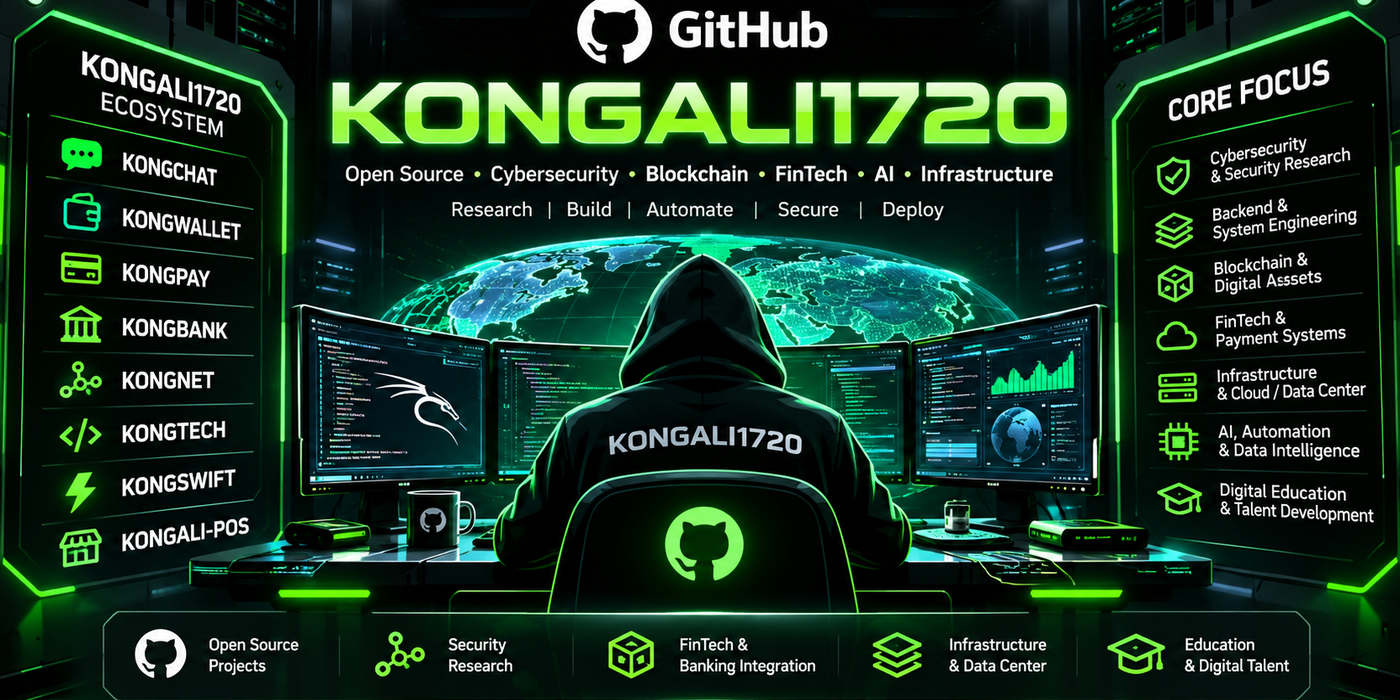 GitHub
KONGALI1720
Open Source • Cybersecurity • Blockchain • FinTech • AI • Infrastructure
Research | Build | Automate | Secure | Deploy
KONGALI1720
ECOSYSTEM
KONGCHAT
KONGWALLET
KONGPAY
KONGBANK
KONGNET
KONGTECH
KONGSWIFT
KONGALI-POS
CORE FOCUS
Cybersecurity
& Security Research
Backend &
System Engineering
Blockchain &
Digital Assets
FinTech &
Payment Systems
Infrastructure
& Cloud / Data Center
AI, Automation
& Data Intelligence
Digital Education
& Talent Development
KONGALI1720
Open Source
Projects
Security
Research
FinTech &
Banking Integration
Infrastructure
& Data Center
Education
& Digital Talent